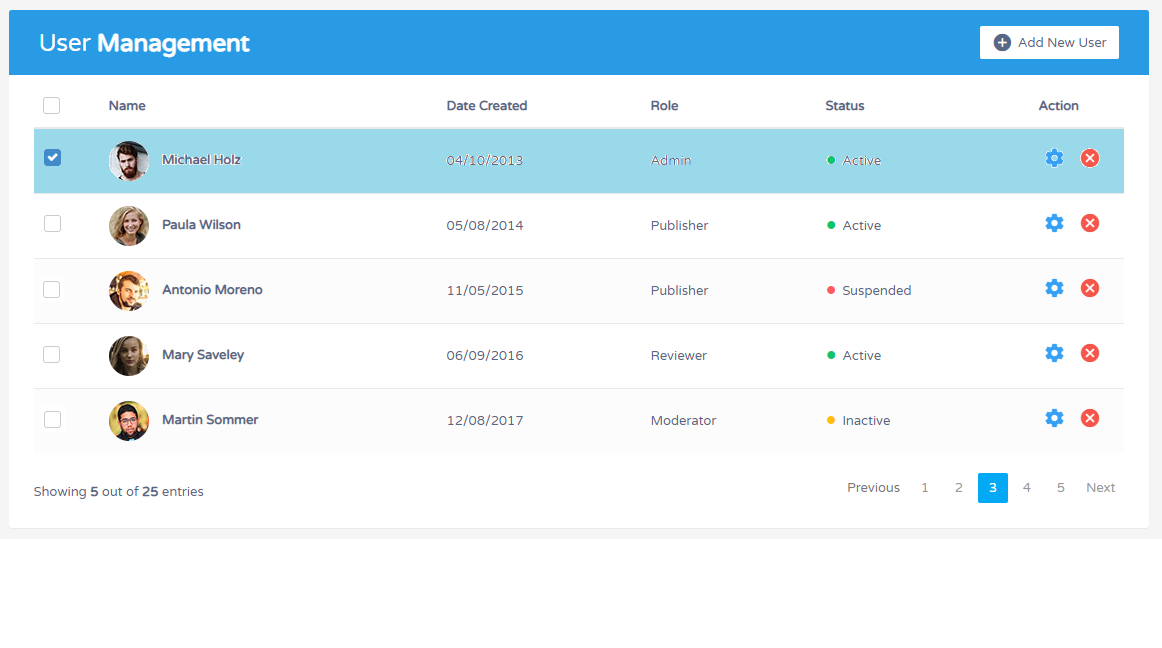 User Management
Add New User
Name Date Created Role Status Action
Michael Holz 04/10/2013 Admin Active
Paula Wilson 05/08/2014 Publisher Active
Antonio Moreno 11/05/2015 Publisher Suspended
Mary Saveley 06/09/2016 Reviewer Active
Martin Sommer 12/08/2017 Moderator Inactive
Showing 5 out of 25 entries
Previous 1 2 3 4 5 Next